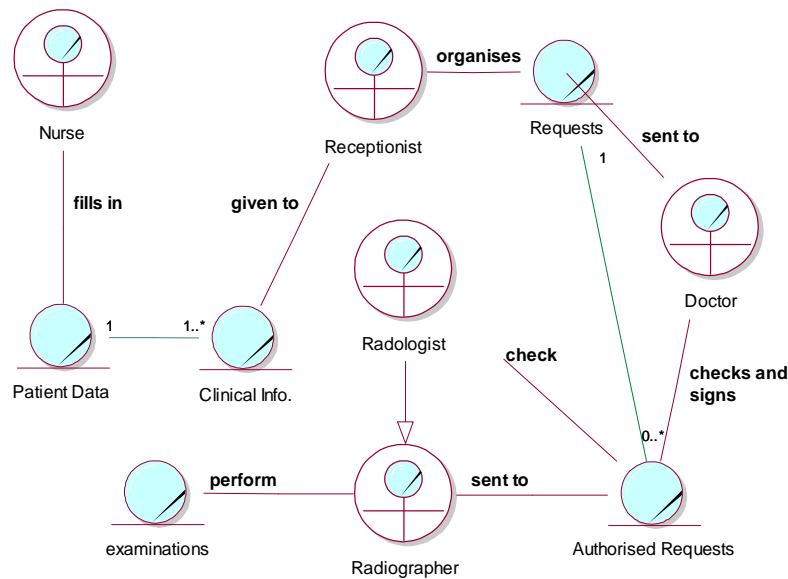 organises
Nurse
Receptionist
Requests
sent to
1
fills in
given to
Doctor
1
1..*
Patient Data
Clinical Info.
Radologist
check
checks and
signs
0..*
perform
sent to
examinations
Radiographer
Authorised Requests